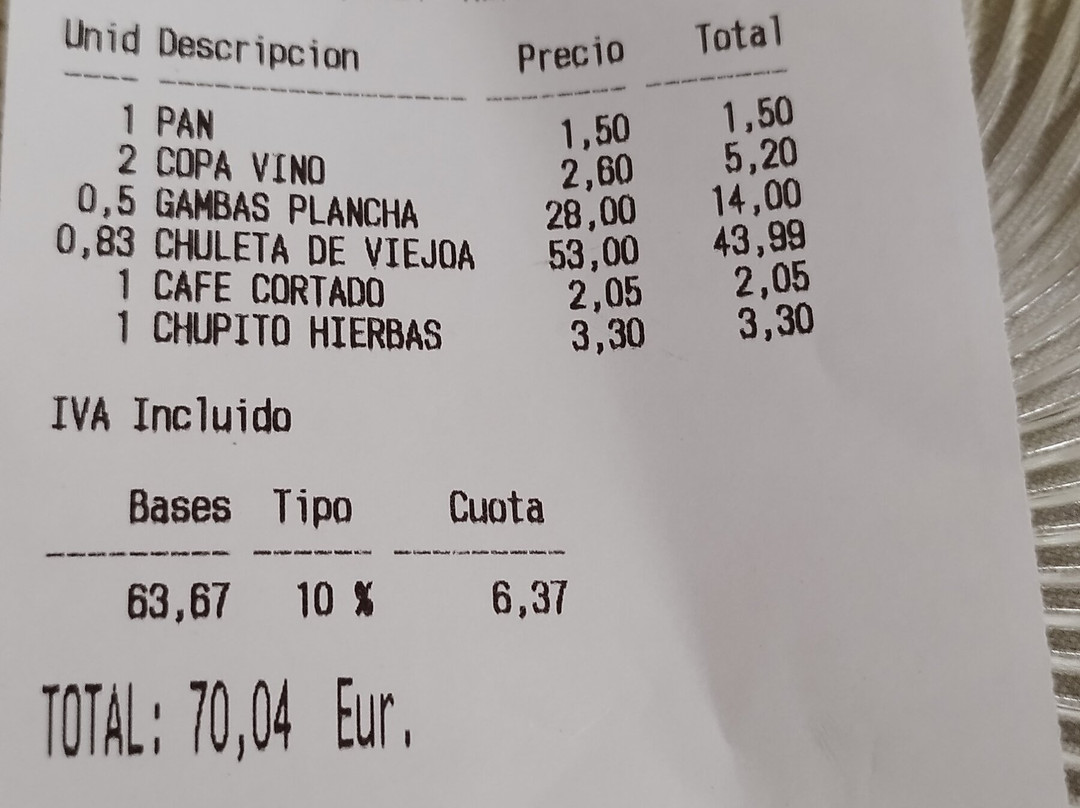 Unid Descripcion Precio Total
1 PAN 1,50 1,50
2 COPA VINO 2,60 5,20
0,5 GAMBAS PLANCHA 28,00 14,00
0,83 CHULETA DE VIEJOA 53,00 43,99
1 CAFE CORTADO 2,05 2,05
1 CHUPITO HIERBAS 3,30 3,30
IVA Incluido
Bases Tipo Cuota
63,67 10 % 6,37
TOTAL: 70,04 Eur.